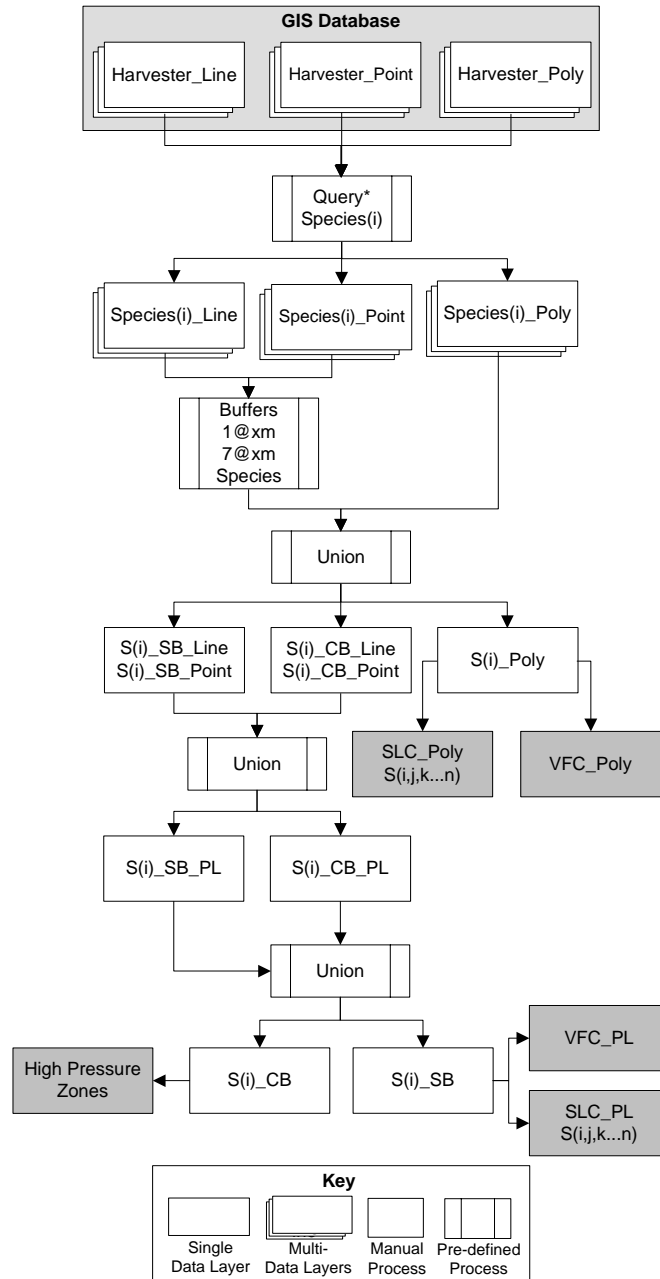 GIS Database
Harvester_Line
Harvester_Point
Harvester_Poly
Query*
Species(i)
Species(i)_Line
Species(i)_Point
Species(i)_Poly
Buffers
1@xm
7@xm
Species
Union
S(i)_SB_Line
S(i)_SB_Point
S(i)_CB_Line
S(i)_CB_Point
S(i)_Poly
Union
SLC_Poly
S(i,j,k...n)
VFC_Poly
S(i)_SB_PL
S(i)_CB_PL
Union
High Pressure
Zones
S(i)_CB
S(i)_SB
VFC_PL
SLC_PL
S(i,j,k...n)
Key
Single
Data Layer
Multi-
Data Layers
Manual
Process
Pre-defined
Process